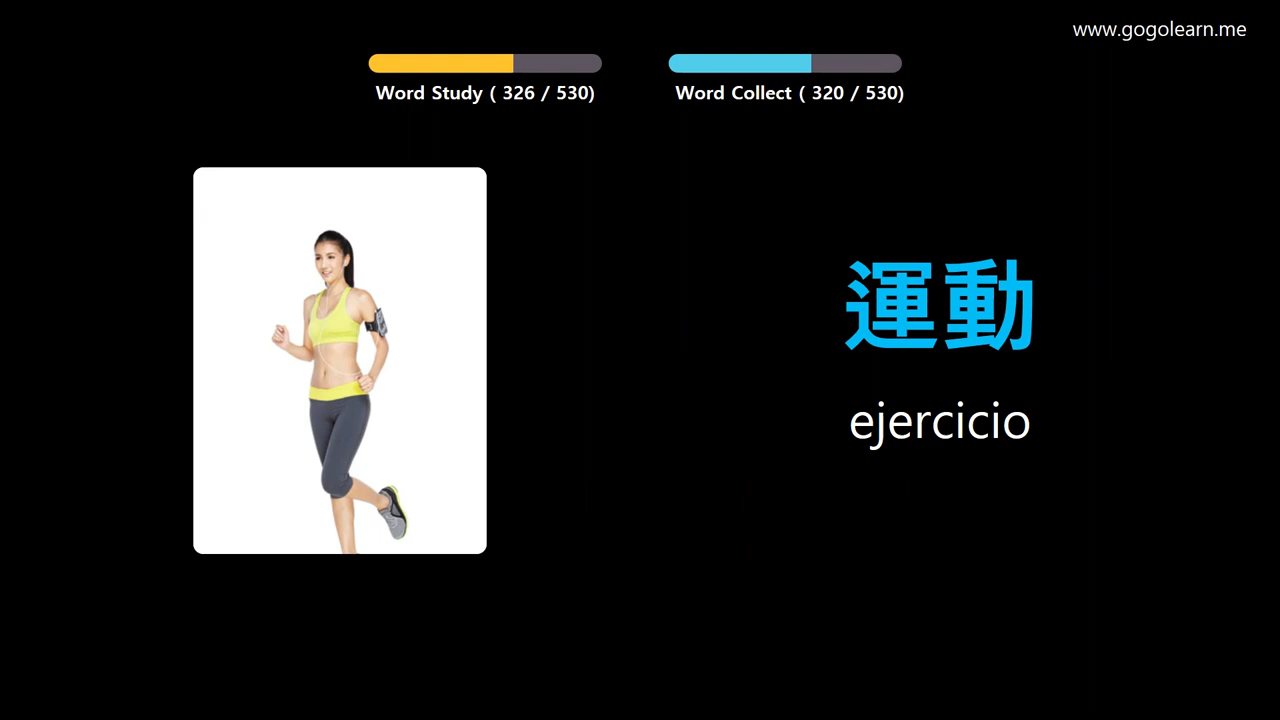 www.gogolearn.me
Word Study ( 326 / 530)
Word Collect ( 320 / 530)
運動
ejercicio